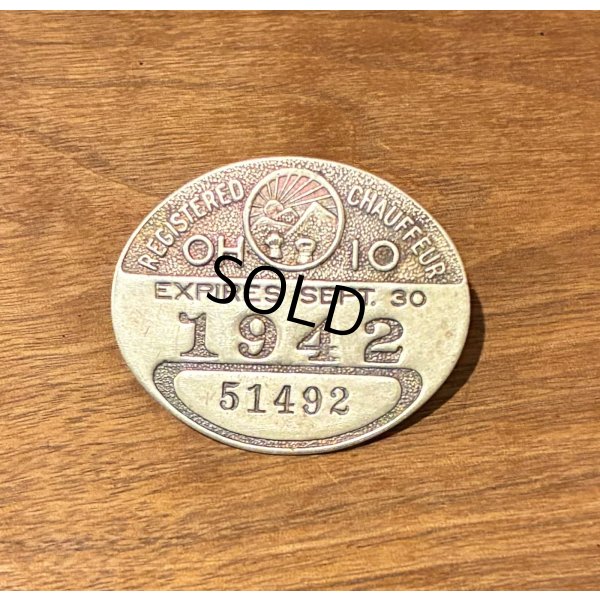 REGISTERED CHAUFFEUR
OHIO
EXPIRES SEPT. 30
1942
51492
SOLD